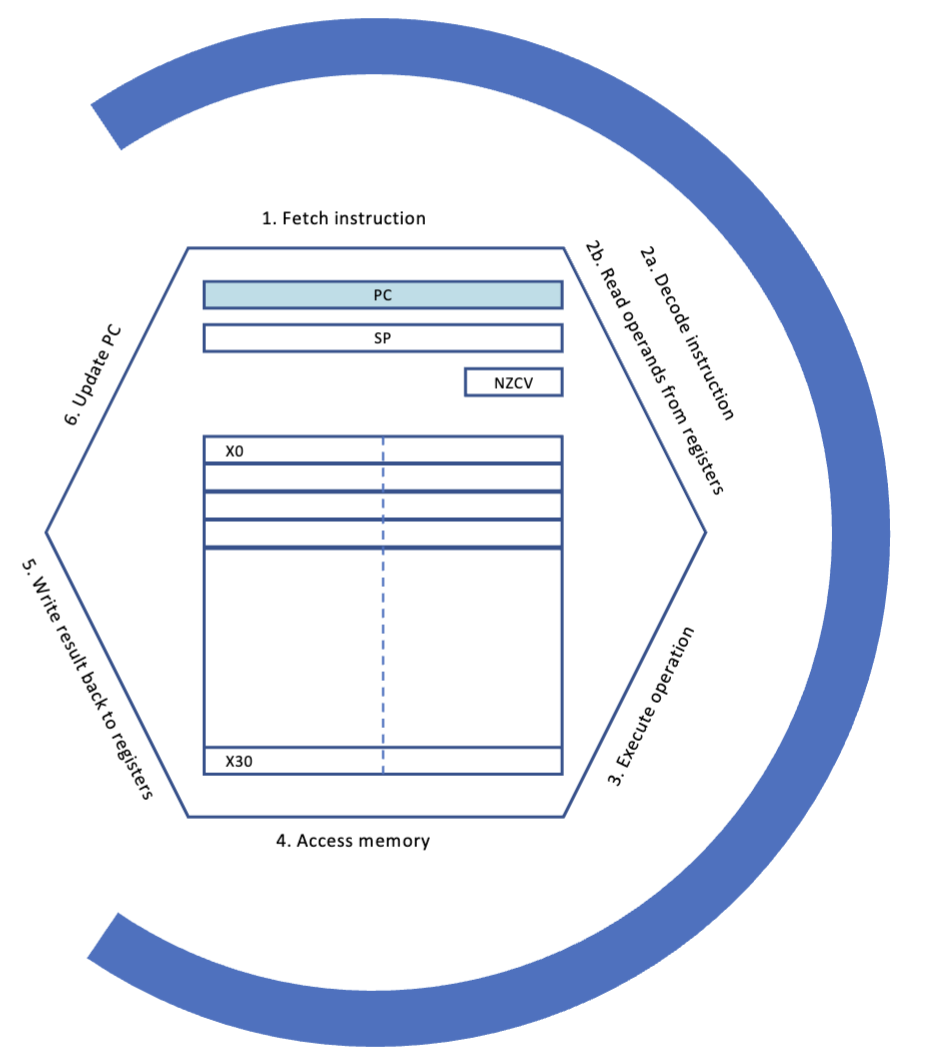 1. Fetch instruction
2a. Decode instruction
2b. Read operands from registers
PC
SP
NZCV
6. Update PC
X0
X30
3. Execute operation
5. Write result back to registers
4. Access memory